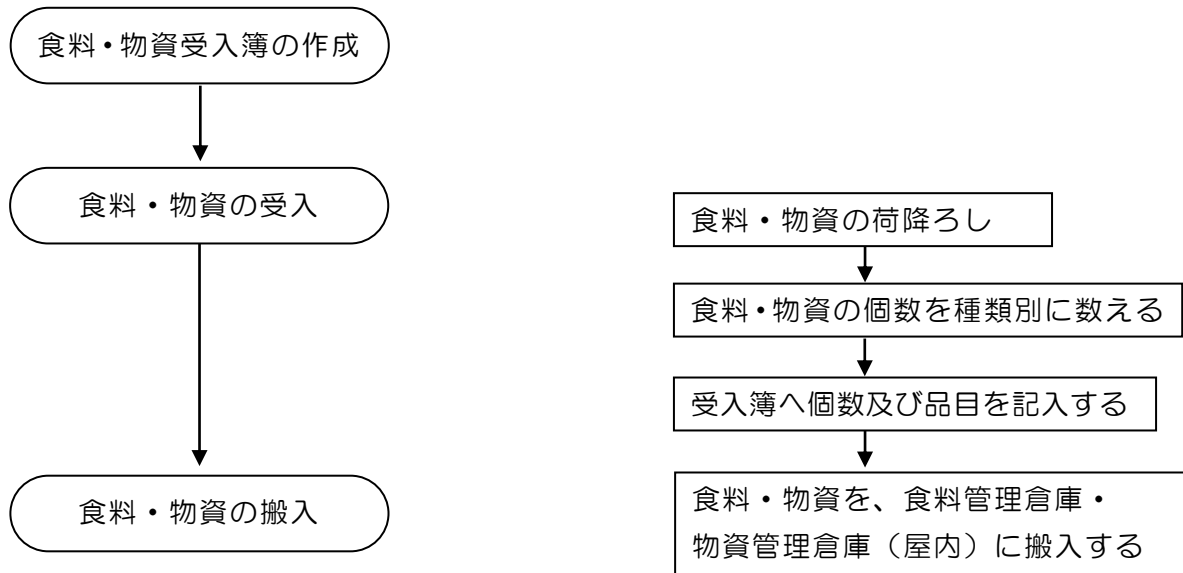 食料・物資受入簿の作成
食料・物資の受入
食料・物資の荷降ろし
食料・物資の個数を種類別に数える
受入簿へ個数及び品目を記入する
食料・物資の搬入
食料・物資を、食料管理倉庫・
物資管理倉庫（屋内）に搬入する